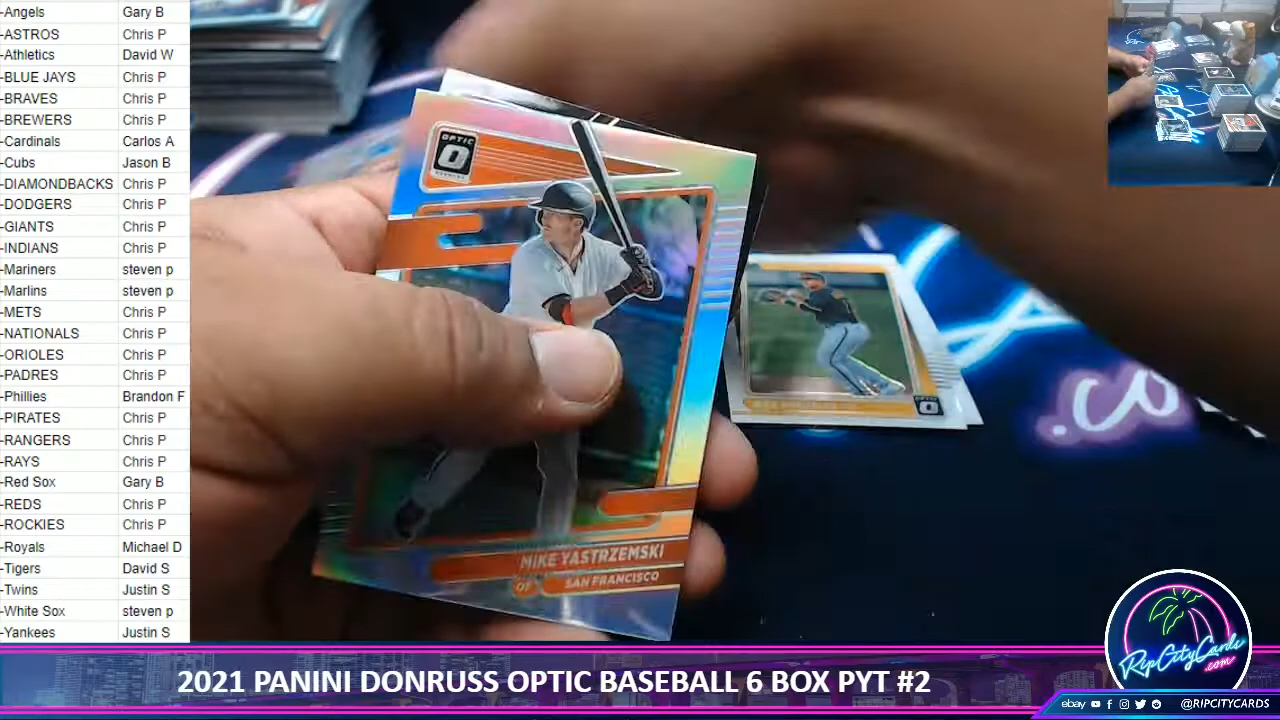 -Angels Gary B
-ASTROS Chris P
-Athletics David W
-BLUE JAYS Chris P
-BRAVES Chris P
-BREWERS Chris P
-Cardinals Carlos A
-Cubs Jason B
-DIAMONDBACKS Chris P
-DODGERS Chris P
-GIANTS Chris P
-INDIANS Chris P
-Mariners steven p
-Marlins steven p
-METS Chris P
-NATIONALS Chris P
-ORIOLES Chris P
-PADRES Chris P
-Phillies Brandon F
-PIRATES Chris P
-RANGERS Chris P
-RAYS Chris P
-Red Sox Gary B
-REDS Chris P
-ROCKIES Chris P
-Royals Michael D
-Tigers David S
-Twins Justin S
-White Sox steven p
-Yankees Justin S
OPTIC
MIKE YASTRZEMSKI
OF SAN FRANCISCO
2021 PANINI DONRUSS OPTIC BASEBALL 6 BOX PYT #2
RipCityCards
.com
ebay @RIPCITYCARDS